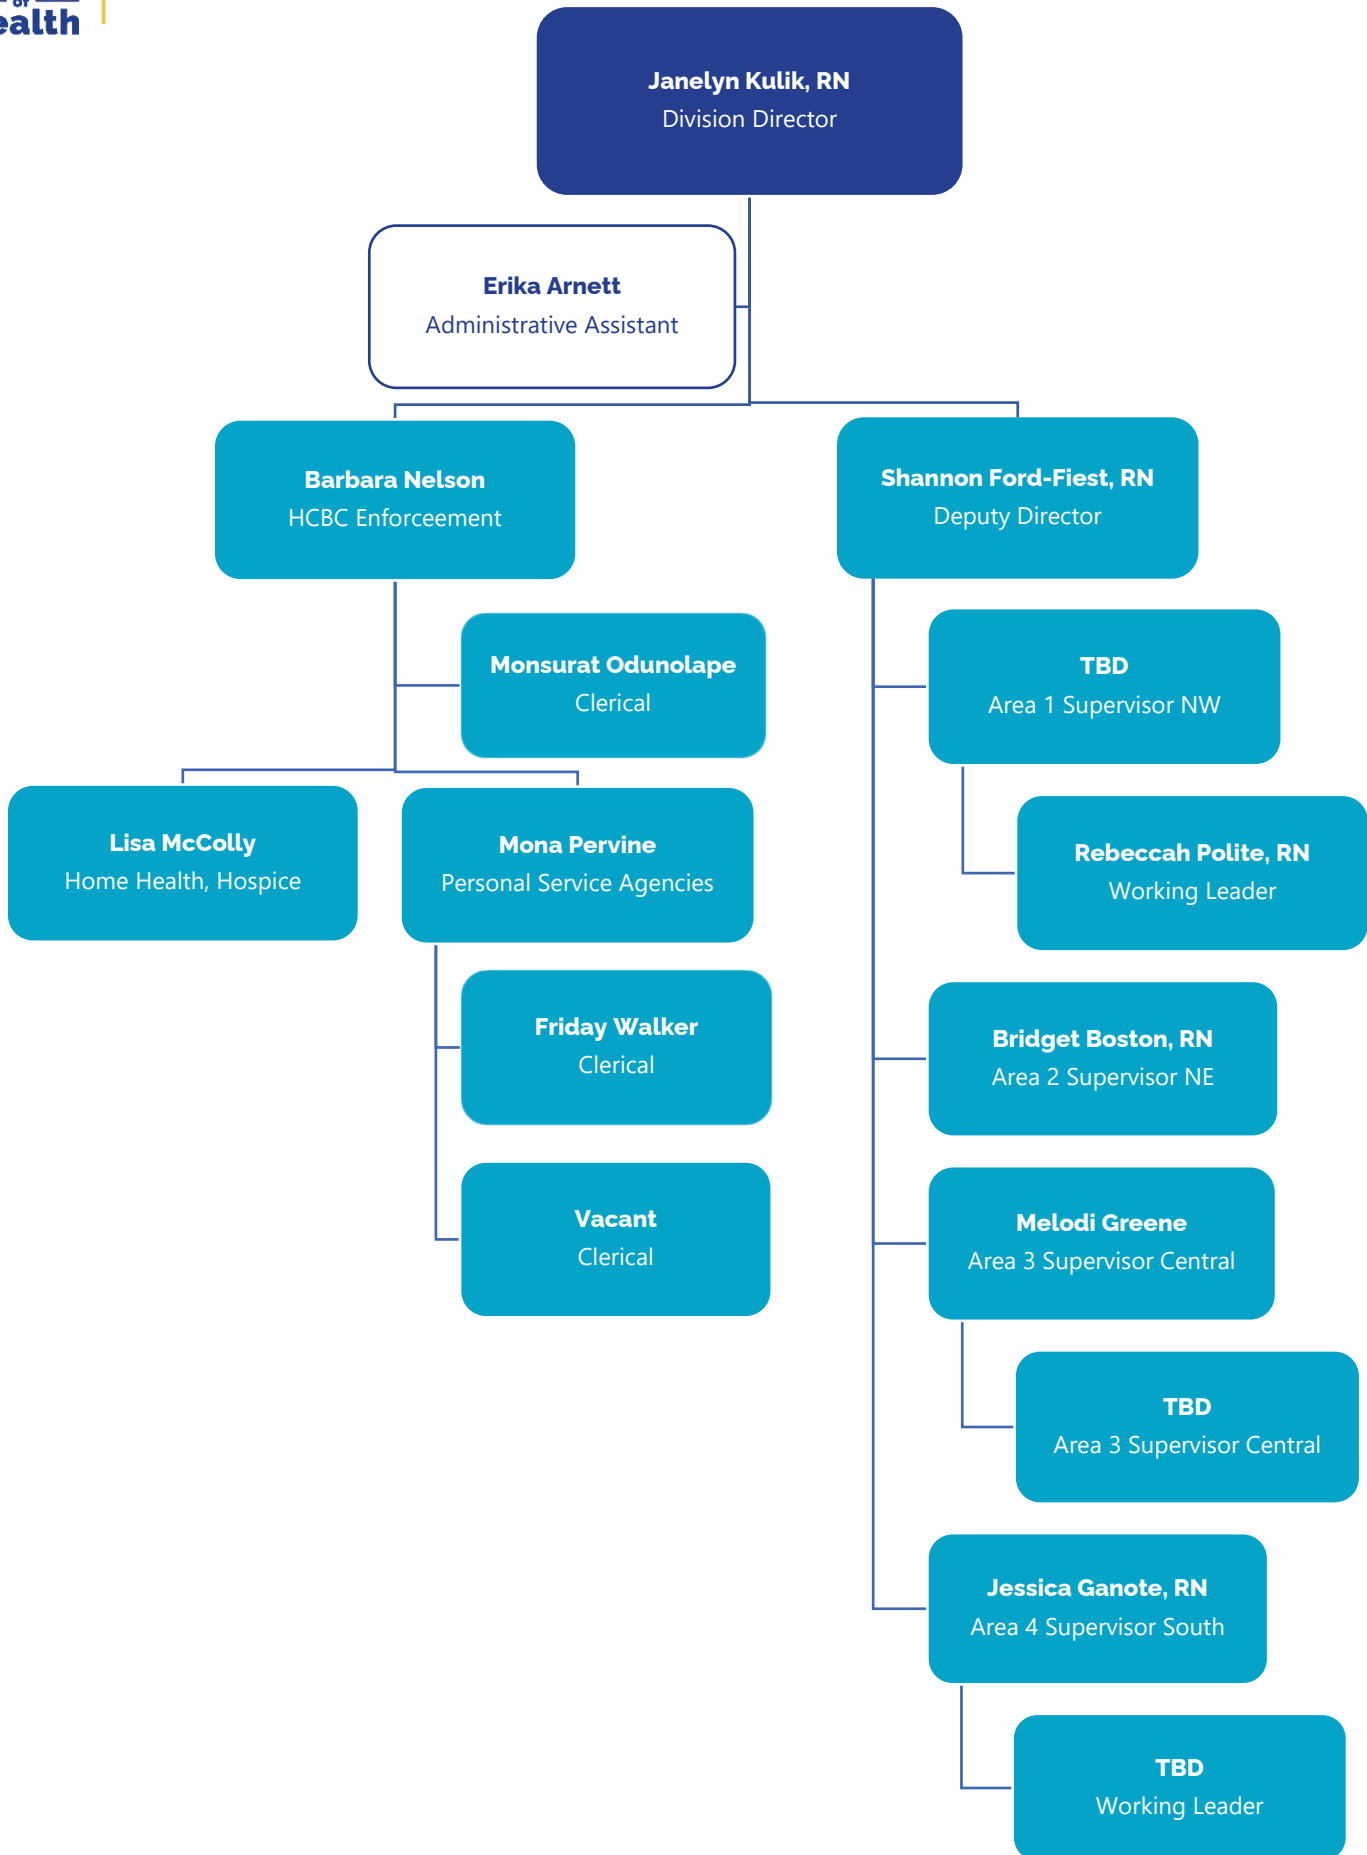 of
Janelyn Kulik, RN
Division Director
Erika Arnett
Administrative Assistant
Barbara Nelson
HCBC Enforceement
Shannon Ford-Fiest, RN
Deputy Director
Monsurat Odunolape
Clerical
TBD
Area 1 Supervisor NW
Lisa McColly
Home Health, Hospice
Mona Pervine
Personal Service Agencies
Rebeccah Polite, RN
Working Leader
Friday Walker
Clerical
Bridget Boston, RN
Area 2 Supervisor NE
Vacant
Clerical
Melodi Greene
Area 3 Supervisor Central
TBD
Area 3 Supervisor Central
Jessica Ganote, RN
Area 4 Supervisor South
TBD
Working Leader